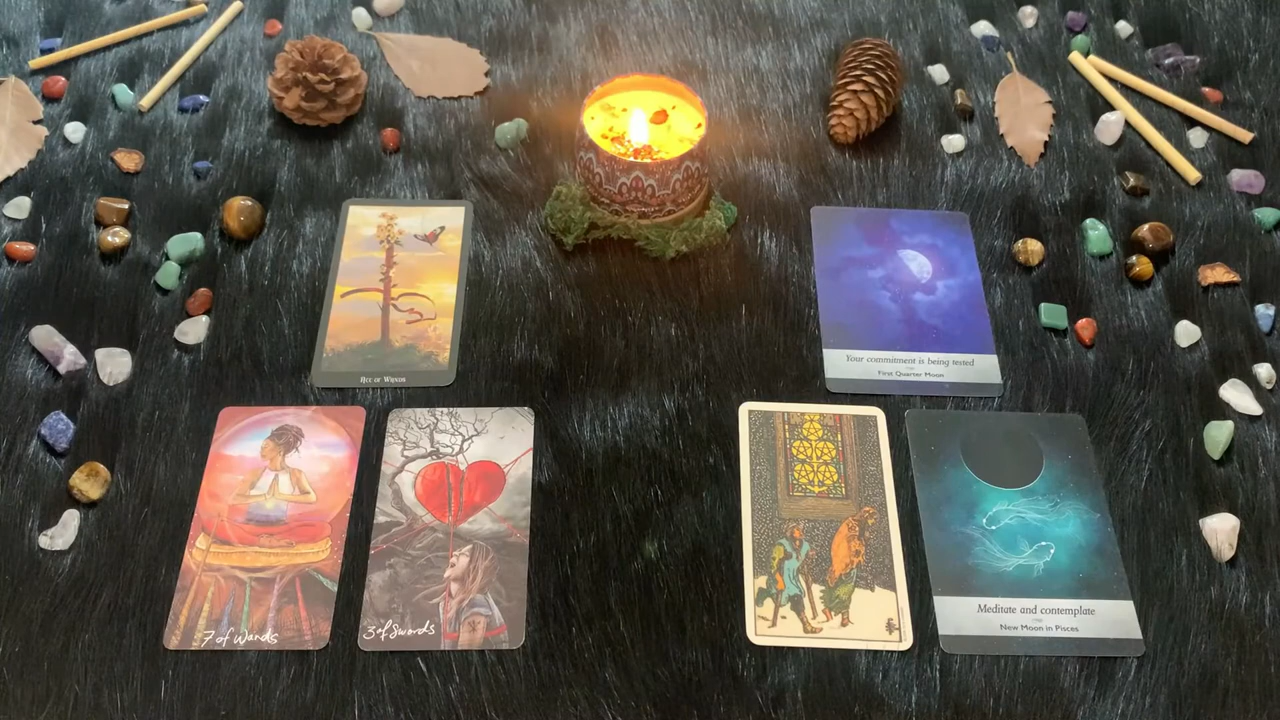 Ace of Wands
Your commitment is being tested
First Quarter Moon
7 of Wands
3 of Swords
Meditate and contemplate
New Moon in Pisces